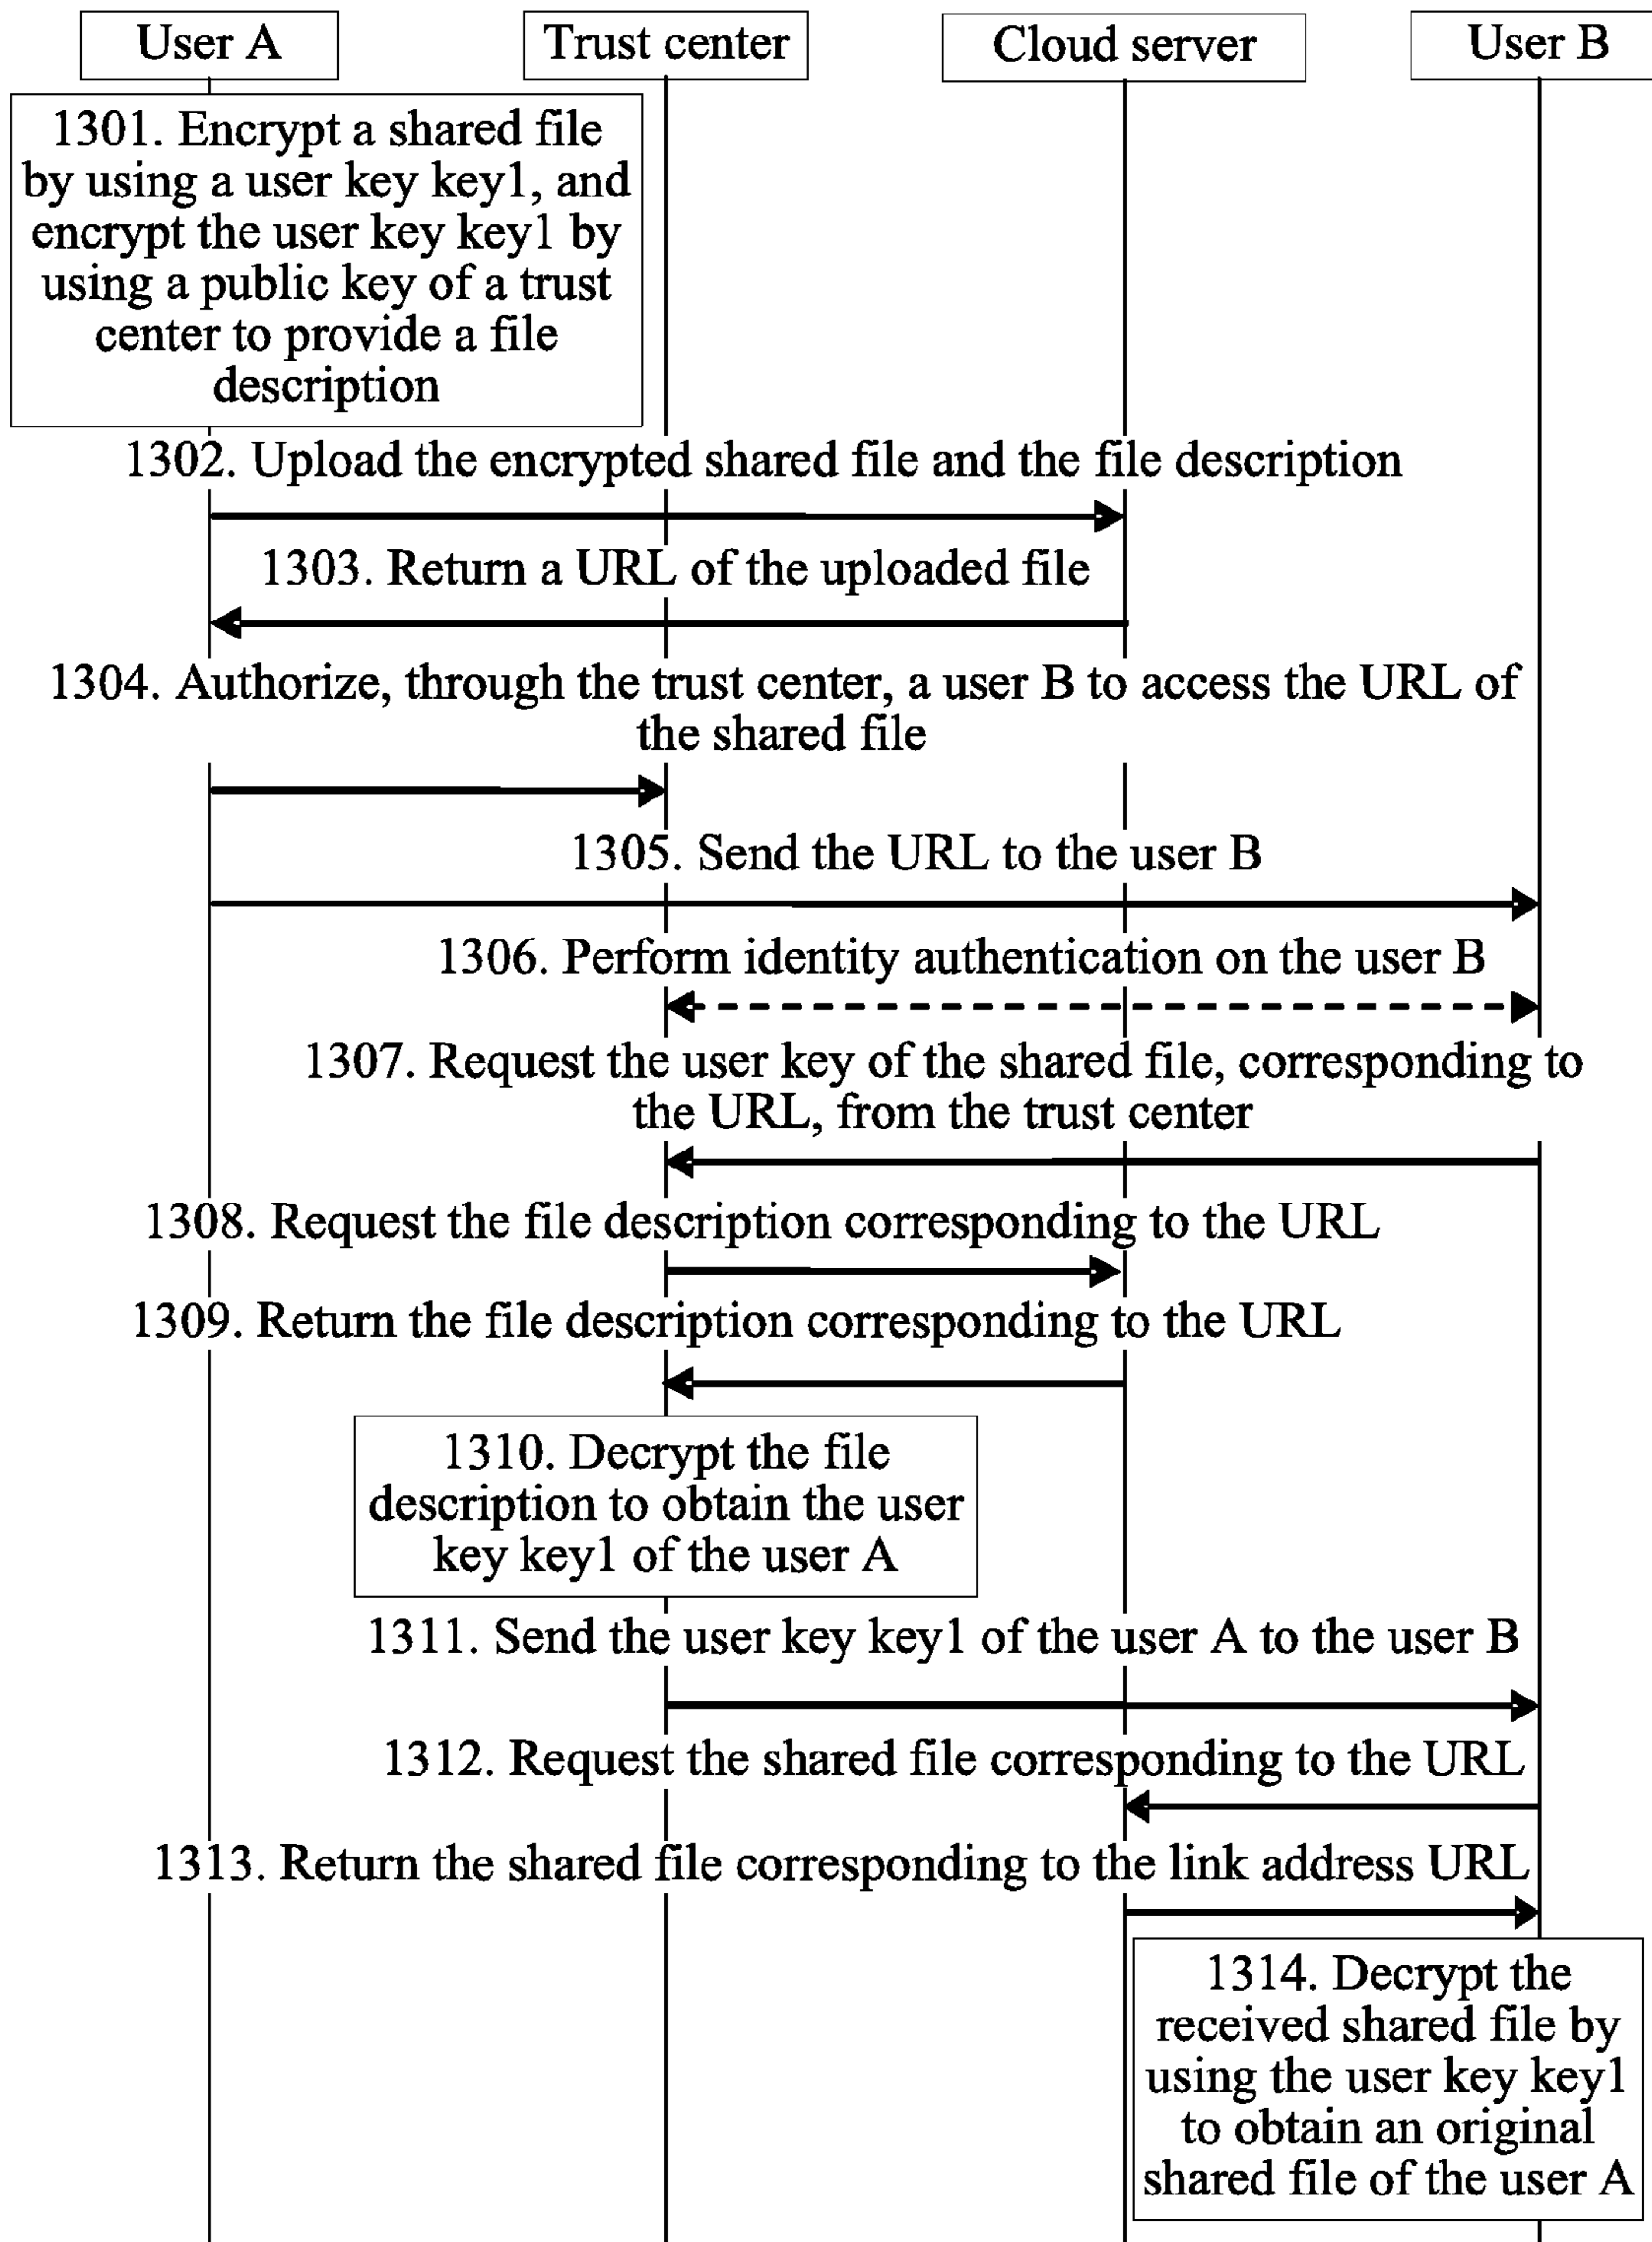 User A
Trust center
Cloud server
User B
1301. Encrypt a shared file
by using a user key key1, and
encrypt the user key key1 by
using a public key of a trust
center to provide a file
description
1302. Upload the encrypted shared file and the file description
1303. Return a URL of the uploaded file
1304. Authorize, through the trust center, a user B to access the URL of
the shared file
1305. Send the URL to the user B
1306. Perform identity authentication on the user B
1307. Request the user key of the shared file, corresponding to
the URL, from the trust center
1308. Request the file description corresponding to the URL
1309. Return the file description corresponding to the URL
1310. Decrypt the file
description to obtain the user
key key1 of the user A
1311. Send the user key key1 of the user A to the user B
1312. Request the shared file corresponding to the URL
1313. Return the shared file corresponding to the link address URL
1314. Decrypt the
received shared file by
using the user key key1
to obtain an original
shared file of the user A